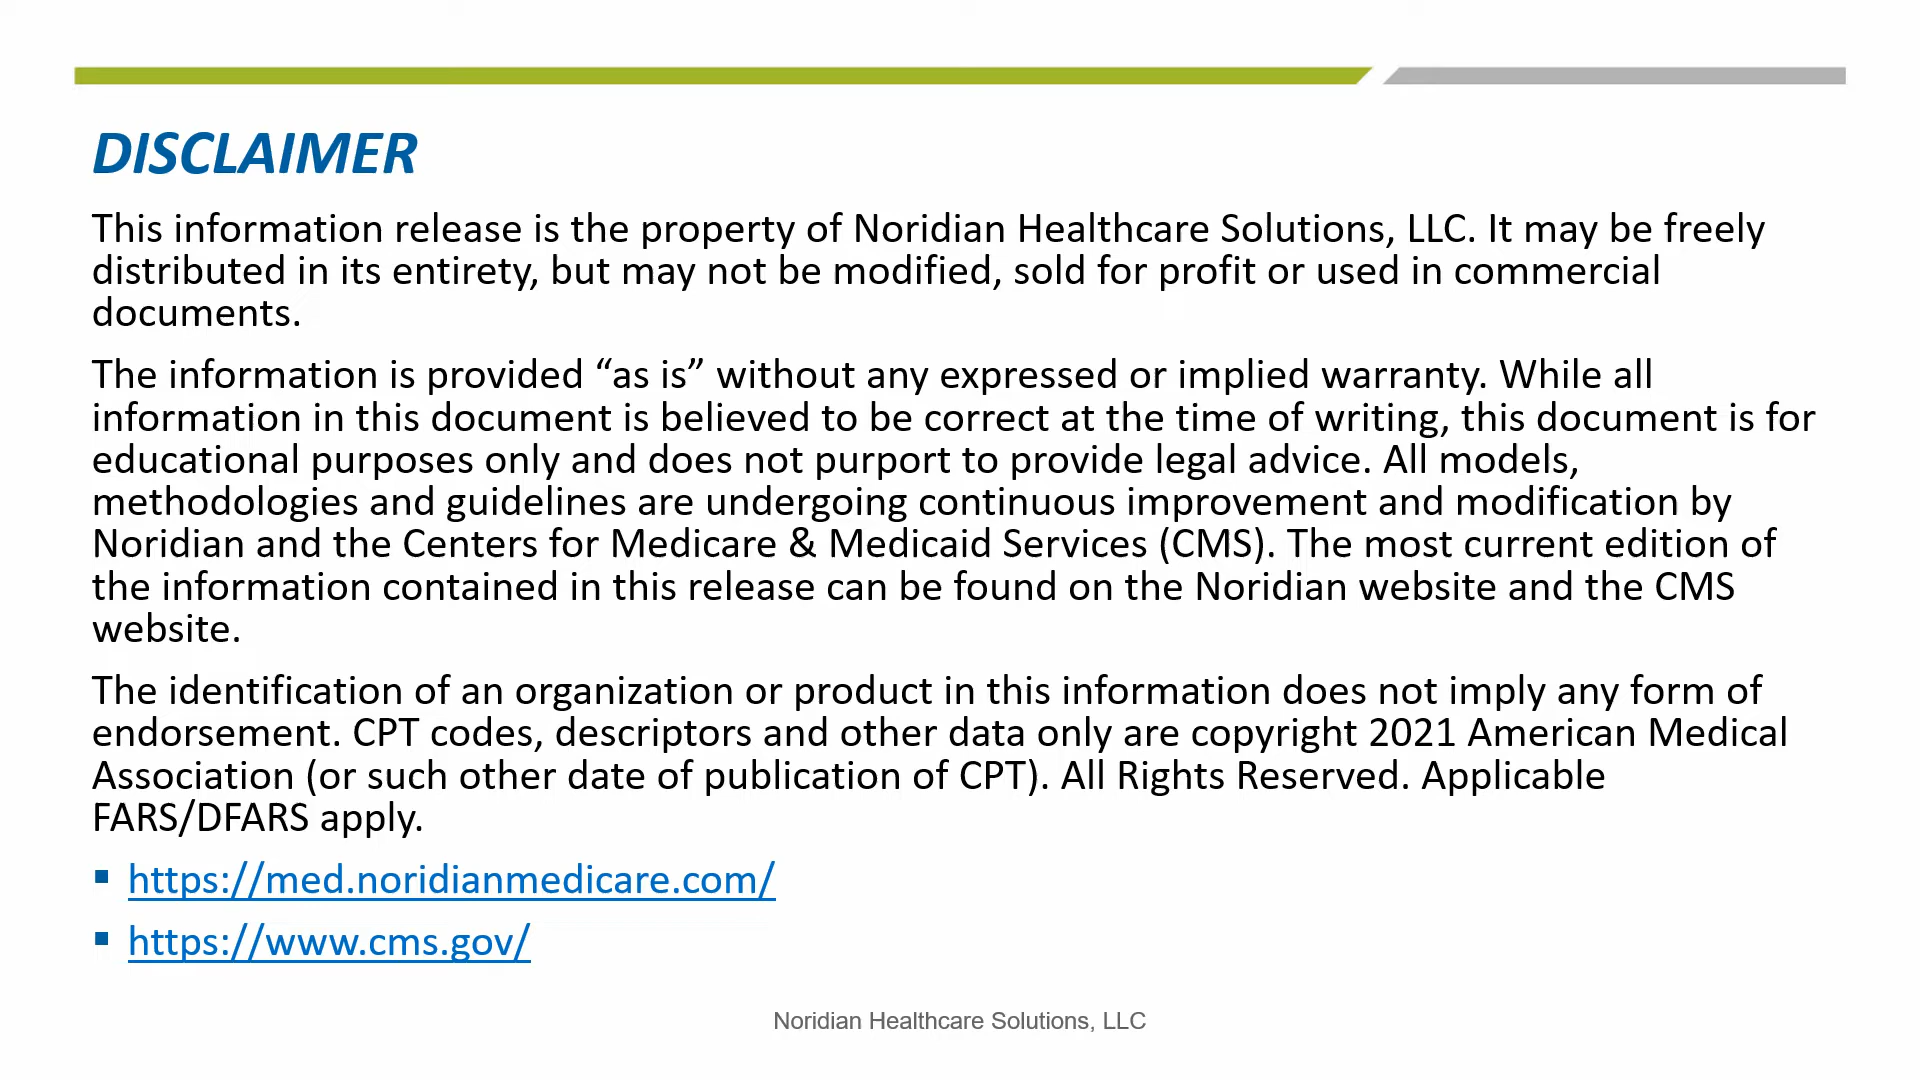 DISCLAIMER
This information release is the property of Noridian Healthcare Solutions, LLC. It may be freely
distributed in its entirety, but may not be modified, sold for profit or used in commercial
documents.
The information is provided “as is” without any expressed or implied warranty. While all
information in this document is believed to be correct at the time of writing, this document is for
educational purposes only and does not purport to provide legal advice. All models,
methodologies and guidelines are undergoing continuous improvement and modification by
Noridian and the Centers for Medicare & Medicaid Services (CMS). The most current edition of
the information contained in this release can be found on the Noridian website and the CMS
website.
The identification of an organization or product in this information does not imply any form of
endorsement. CPT codes, descriptors and other data only are copyright 2021 American Medical
Association (or such other date of publication of CPT). All Rights Reserved. Applicable
FARS/DFARS apply.
▪ https://med.noridianmedicare.com/
▪ https://www.cms.gov/
Noridian Healthcare Solutions, LLC